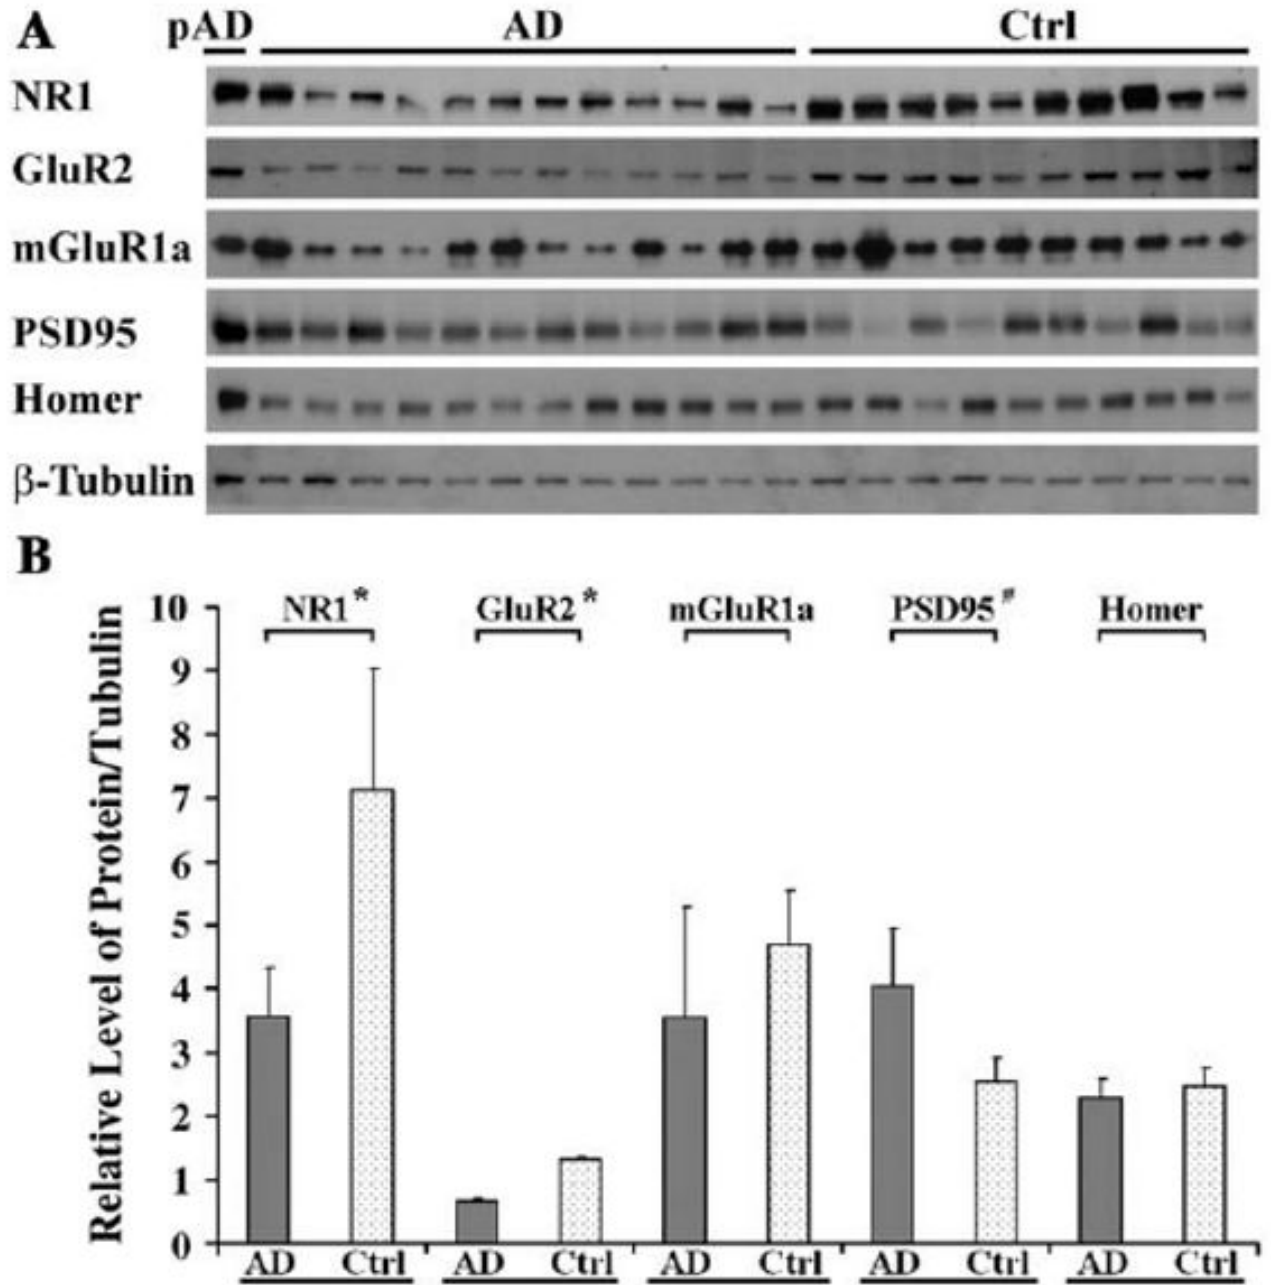 A pAD AD Ctrl
NR1
GluR2
mGluR1a
PSD95
Homer
β-Tubulin
B
NR1* GluR2* mGluR1a PSD95# Homer
Relative Level of Protein/Tubulin
10
9
8
7
6
5
4
3
2
1
0
AD Ctrl AD Ctrl AD Ctrl AD Ctrl AD Ctrl